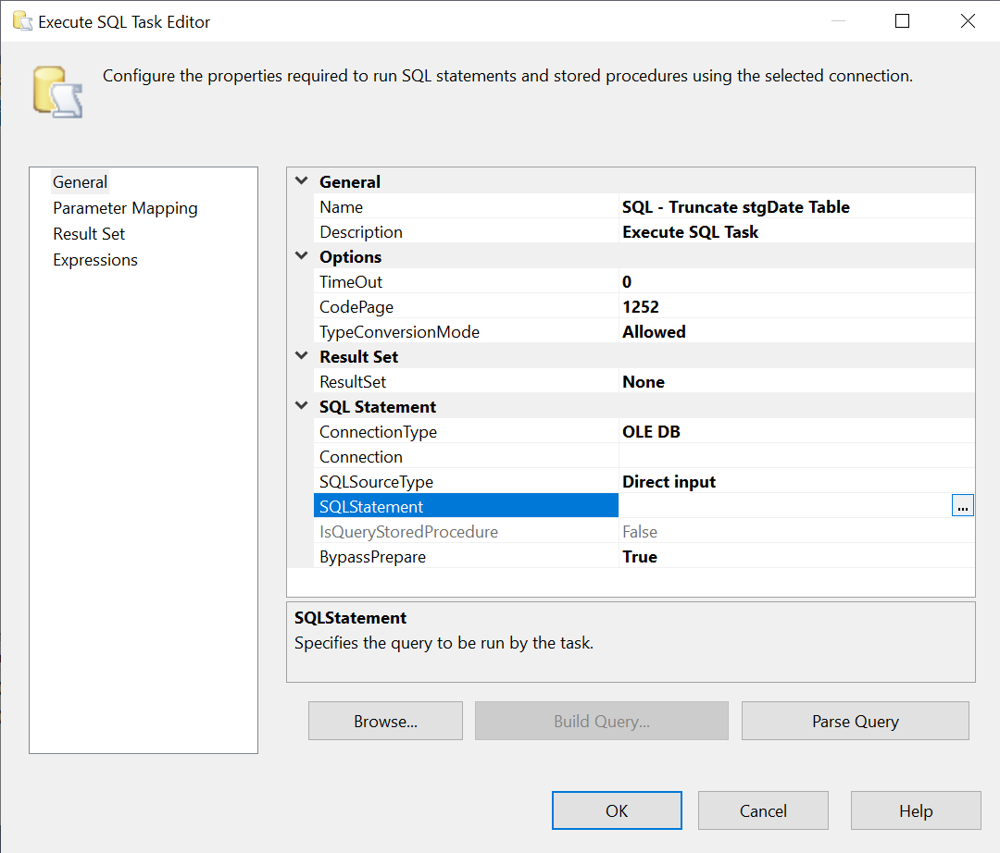 Execute SQL Task Editor
Configure the properties required to run SQL statements and stored procedures using the selected connection.
General
Parameter Mapping
Result Set
Expressions
General
Name SQL - Truncate stgDate Table
Description Execute SQL Task
Options
TimeOut 0
CodePage 1252
TypeConversionMode Allowed
Result Set
ResultSet None
SQL Statement
ConnectionType OLE DB
Connection
SQLSourceType Direct input
SQLStatement ...
IsQueryStoredProcedure False
BypassPrepare True
SQLStatement
Specifies the query to be run by the task.
Browse... Build Query... Parse Query
OK Cancel Help